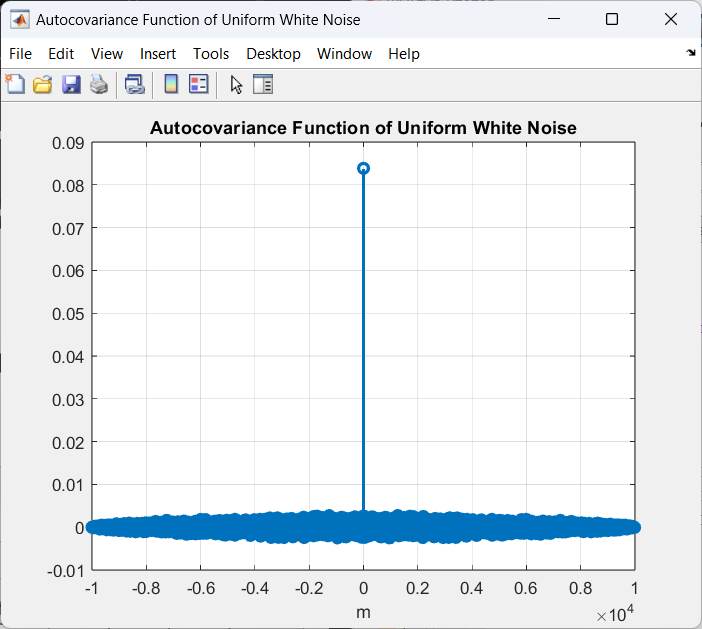 Autocovariance Function of Uniform White Noise
File Edit View Insert Tools Desktop Window Help
Autocovariance Function of Uniform White Noise
0.09
0.08
0.07
0.06
0.05
0.04
0.03
0.02
0.01
0
-0.01
-1 -0.8 -0.6 -0.4 -0.2 0 0.2 0.4 0.6 0.8 1
m
×10⁴